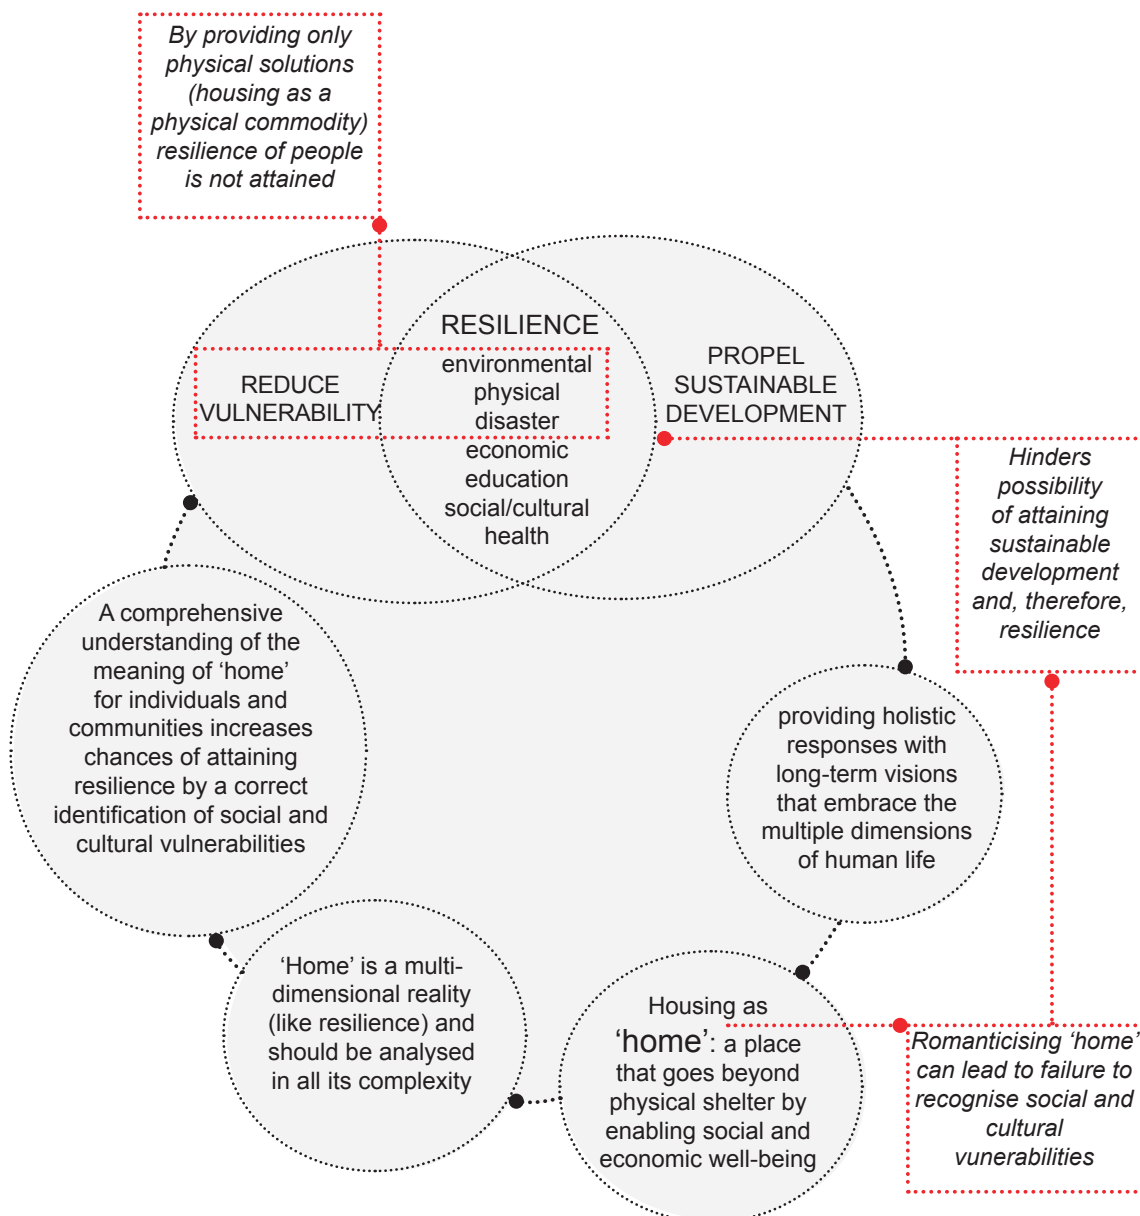 By providing only
physical solutions
(housing as a
physical commodity)
resilience of people
is not attained
RESILIENCE
environmental
physical
disaster
economic
education
social/cultural
health
REDUCE
VULNERABILITY
PROPEL
SUSTAINABLE
DEVELOPMENT
Hinders
possibility
of attaining
sustainable
development
and, therefore,
resilience
A comprehensive
understanding of the
meaning of ‘home’
for individuals and
communities increases
chances of attaining
resilience by a correct
identification of social and
cultural vulnerabilities
providing holistic
responses with
long-term visions
that embrace the
multiple dimensions
of human life
‘Home’ is a multi-
dimensional reality
(like resilience) and
should be analysed
in all its complexity
Housing as
‘home’: a place
that goes beyond
physical shelter by
enabling social and
economic well-being
Romanticising ‘home’
can lead to failure to
recognise social and
cultural
vunerabilities